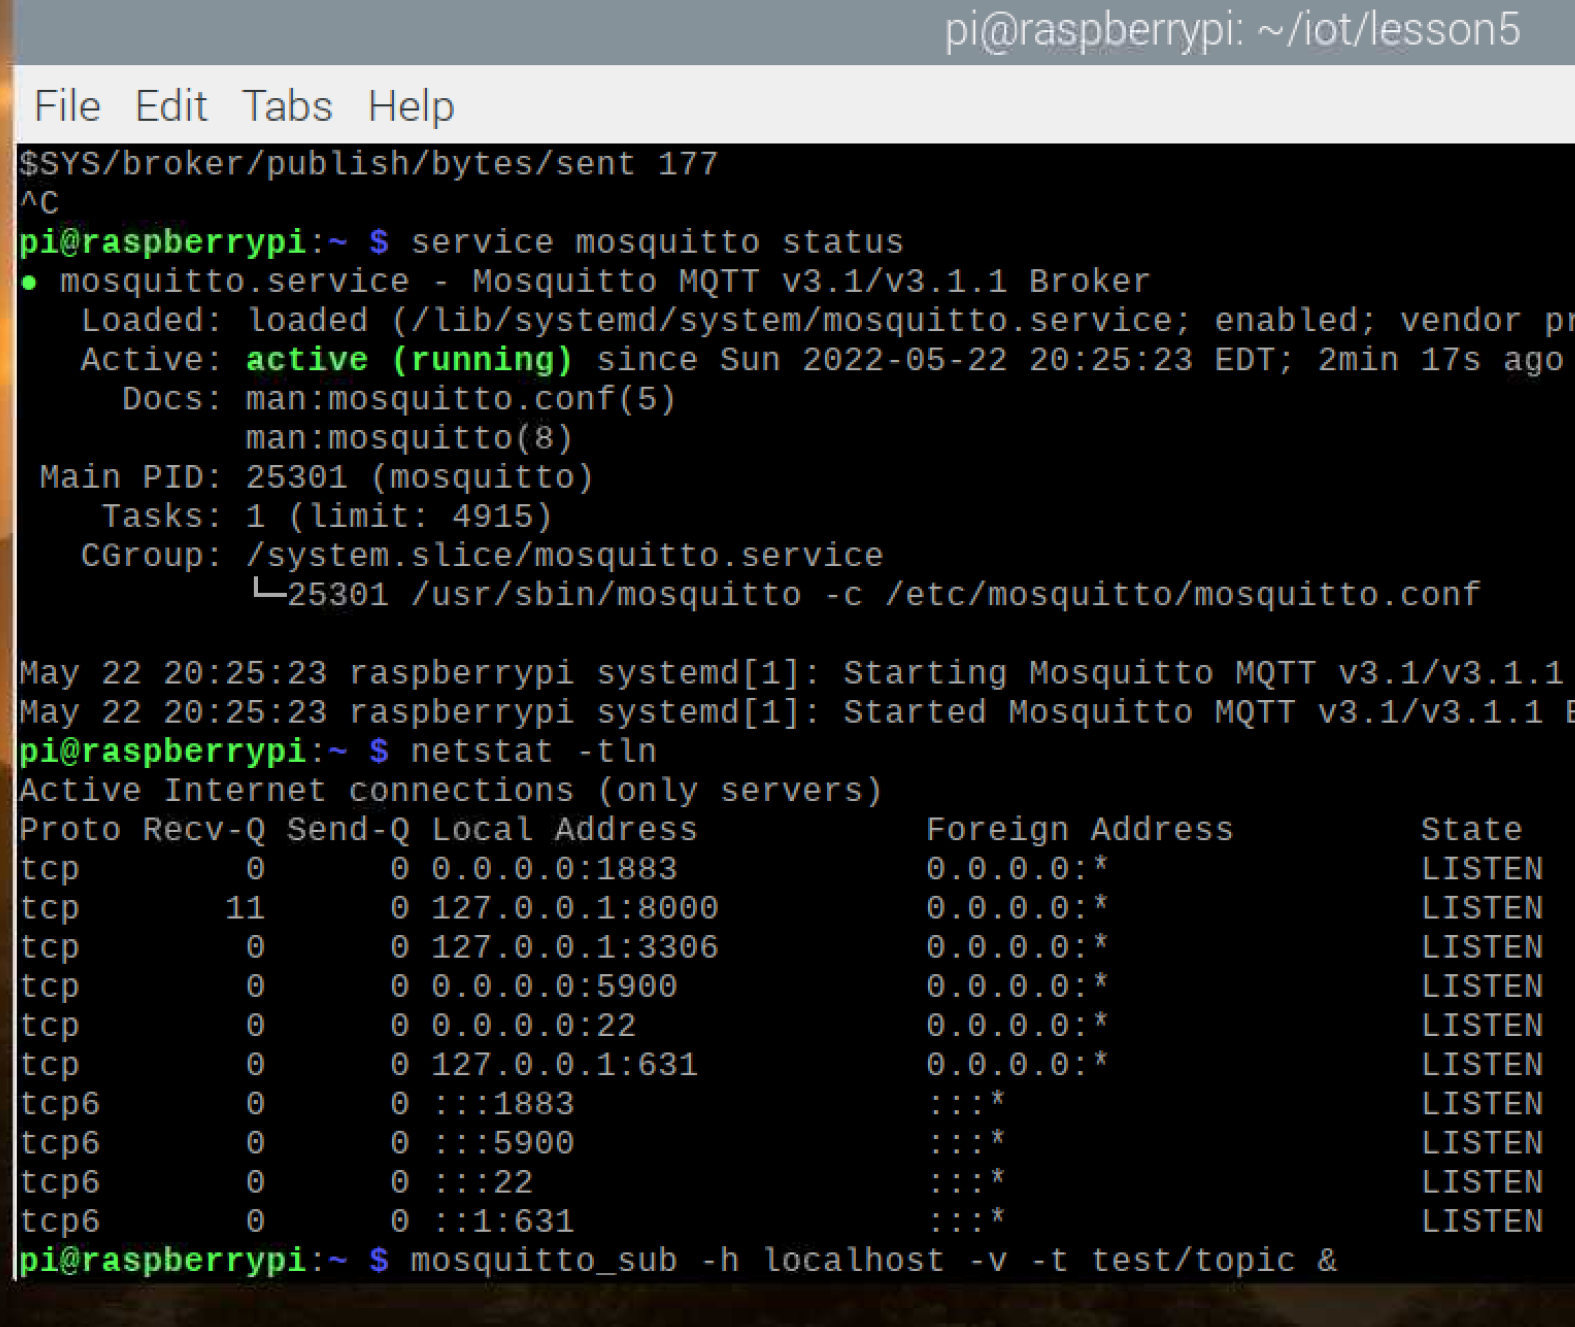 pi@raspberrypi: ~/iot/lesson5
File Edit Tabs Help
$SYS/broker/publish/bytes/sent 177
^C
pi@raspberrypi:~ $ service mosquitto status
● mosquitto.service - Mosquitto MQTT v3.1/v3.1.1 Broker
   Loaded: loaded (/lib/systemd/system/mosquitto.service; enabled; vendor pr
   Active: active (running) since Sun 2022-05-22 20:25:23 EDT; 2min 17s ago
     Docs: man:mosquitto.conf(5)
           man:mosquitto(8)
 Main PID: 25301 (mosquitto)
    Tasks: 1 (limit: 4915)
   CGroup: /system.slice/mosquitto.service
           └─25301 /usr/sbin/mosquitto -c /etc/mosquitto/mosquitto.conf
May 22 20:25:23 raspberrypi systemd[1]: Starting Mosquitto MQTT v3.1/v3.1.1
May 22 20:25:23 raspberrypi systemd[1]: Started Mosquitto MQTT v3.1/v3.1.1
pi@raspberrypi:~ $ netstat -tln
Active Internet connections (only servers)
Proto Recv-Q Send-Q Local Address           Foreign Address         State
tcp        0      0 0.0.0.0:1883            0.0.0.0:*               LISTEN
tcp       11      0 127.0.0.1:8000          0.0.0.0:*               LISTEN
tcp        0      0 127.0.0.1:3306          0.0.0.0:*               LISTEN
tcp        0      0 0.0.0.0:5900            0.0.0.0:*               LISTEN
tcp        0      0 0.0.0.0:22              0.0.0.0:*               LISTEN
tcp        0      0 127.0.0.1:631           0.0.0.0:*               LISTEN
tcp6       0      0 :::1883                 :::*                    LISTEN
tcp6       0      0 :::5900                 :::*                    LISTEN
tcp6       0      0 :::22                   :::*                    LISTEN
tcp6       0      0 ::1:631                 :::*                    LISTEN
pi@raspberrypi:~ $ mosquitto_sub -h localhost -v -t test/topic &